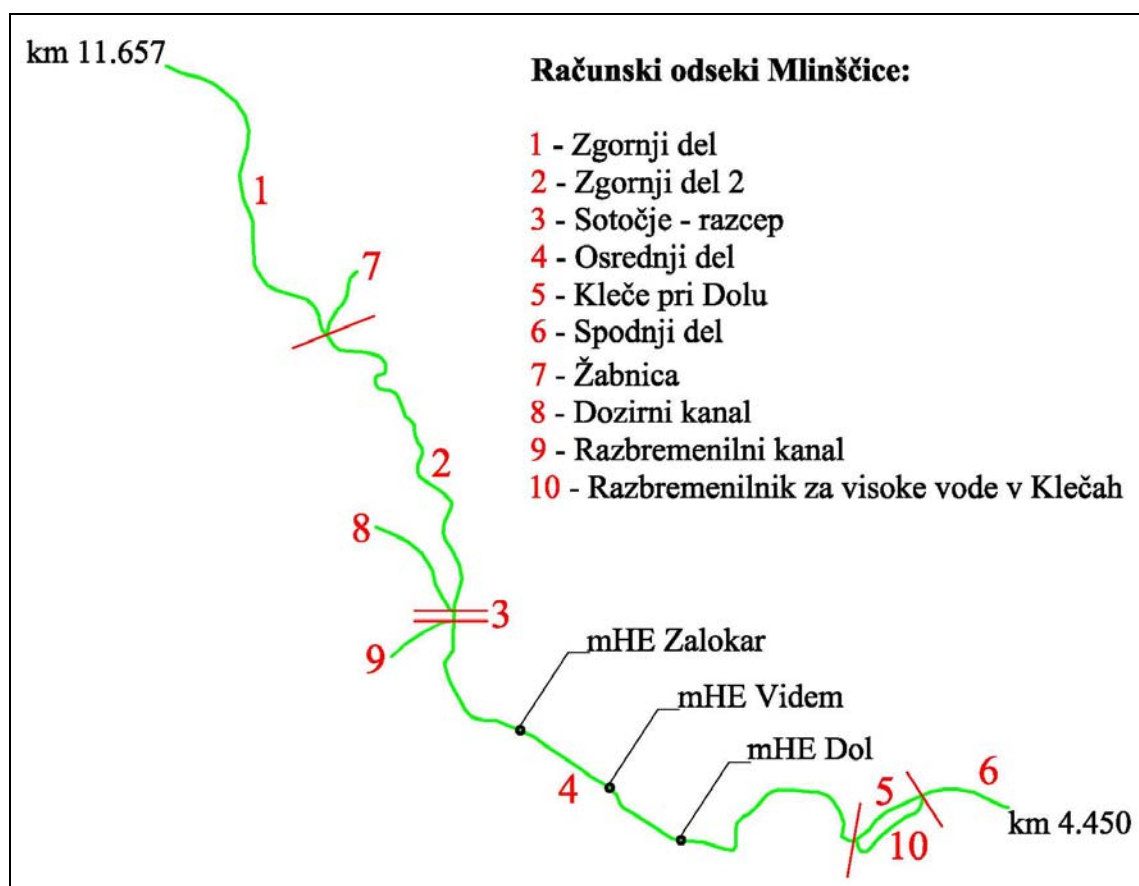 km 11.657
Računski odseki Mlinščice:
1 - Zgornji del
2 - Zgornji del 2
3 - Sotočje - razcep
4 - Osrednji del
5 - Kleče pri Dolu
6 - Spodnji del
7 - Žabnica
8 - Dozirni kanal
9 - Razbremenilni kanal
10 - Razbremenilnik za visoke vode v Klečah
1
7
2
8
3
9
mHE Zalokar
mHE Videm
mHE Dol
4
5
6
10
km 4.450